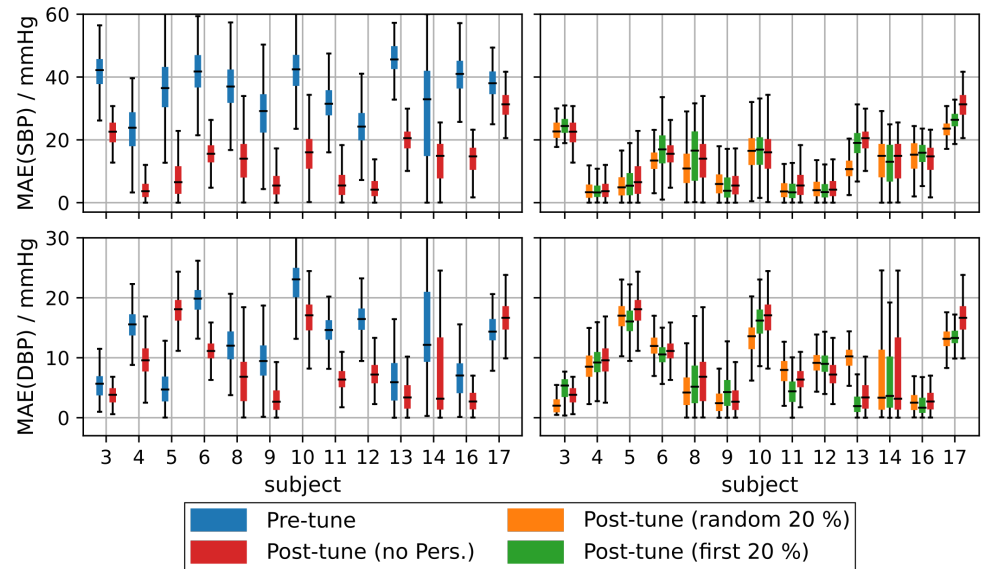 60
40
20
0
MAE(SBP) / mmHg
30
20
10
0
MAE(DBP) / mmHg
3 4 5 6 8 9 10 11 12 13 14 16 17 3 4 5 6 8 9 10 11 12 13 14 16 17
subject subject
Pre-tune Post-tune (random 20 %)
Post-tune (no Pers.) Post-tune (first 20 %)